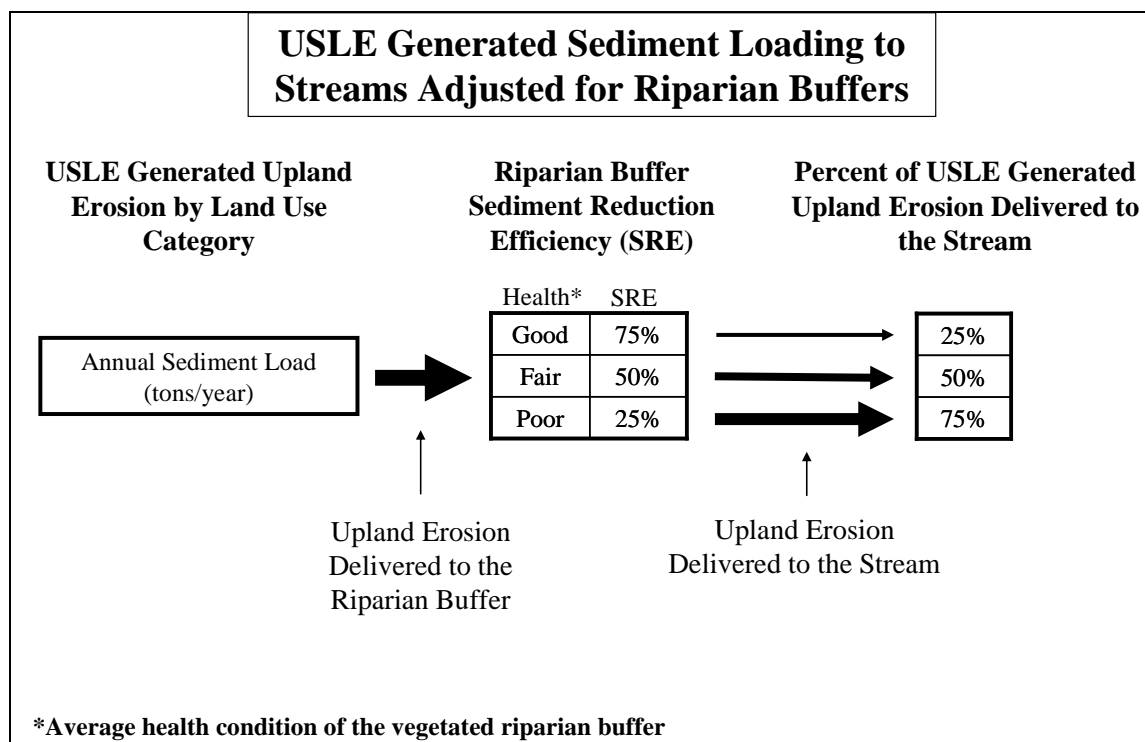 USLE Generated Sediment Loading to
Streams Adjusted for Riparian Buffers
USLE Generated Upland
Erosion by Land Use
Category
Riparian Buffer
Sediment Reduction
Efficiency (SRE)
Percent of USLE Generated
Upland Erosion Delivered to
the Stream
Annual Sediment Load
(tons/year)
Health* SRE
Good 75%
Fair 50%
Poor 25%
25%
50%
75%
Upland Erosion
Delivered to the
Riparian Buffer
Upland Erosion
Delivered to the Stream
*Average health condition of the vegetated riparian buffer